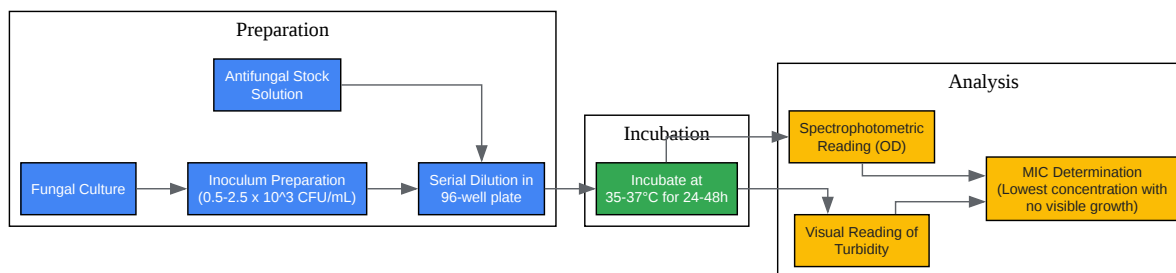 Preparation
Antifungal Stock
Solution
Fungal Culture
Inoculum Preparation
(0.5-2.5 x 10^3 CFU/mL)
Serial Dilution in
96-well plate
Incubation
Incubate at
35-37°C for 24-48h
Analysis
Spectrophotometric
Reading (OD)
Visual Reading of
Turbidity
MIC Determination
(Lowest concentration with
no visible growth)